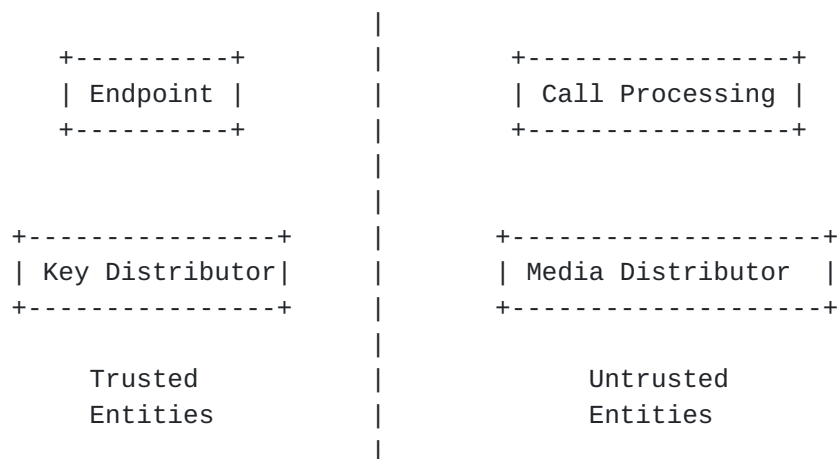 Endpoint Call Processing
Key Distributor Media Distributor
Trusted Untrusted
Entities Entities